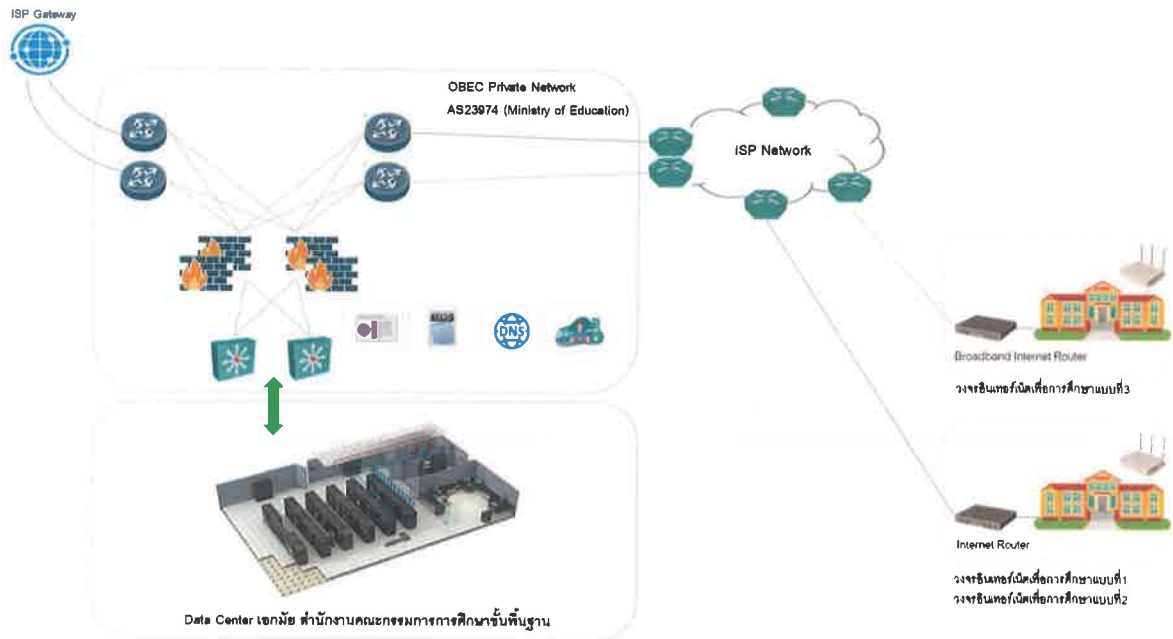 ISP Gateway
OBEC Private Network
AS23974 (Ministry of Education)
ISP Network
DNS
Broadband Internet Router
วงจรอินเทอร์เน็ตเพื่อการศึกษาแบบที่3
Internet Router
วงจรอินเทอร์เน็ตเพื่อการศึกษาแบบที่1
วงจรอินเทอร์เน็ตเพื่อการศึกษาแบบที่2
Data Center เอกมัย สำนักงานคณะกรรมการการศึกษาขั้นพื้นฐาน